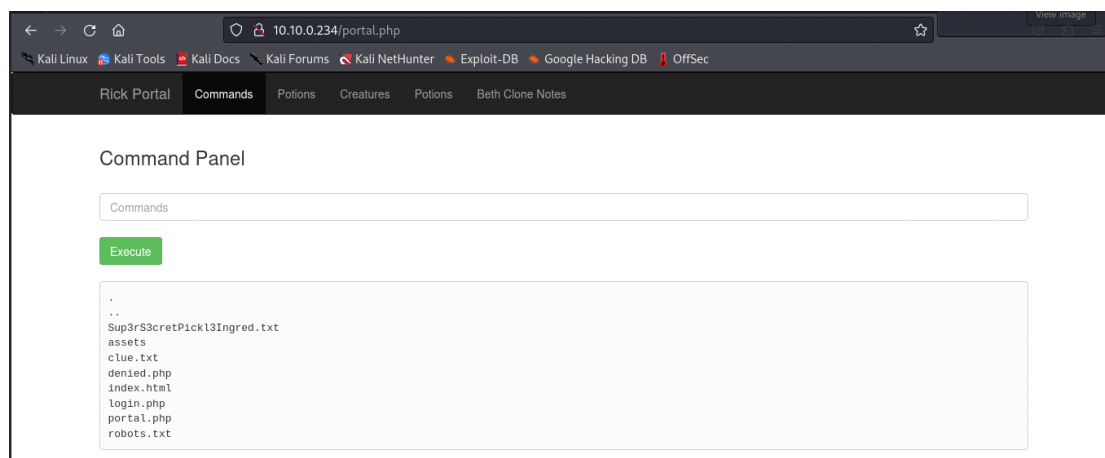 View image
10.10.0.234/portal.php
Kali Linux Kali Tools Kali Docs Kali Forums Kali NetHunter Exploit-DB Google Hacking DB OffSec
Rick Portal Commands Potions Creatures Potions Beth Clone Notes
Command Panel
Commands
Execute
.
..
Sup3rS3cretPickl3Ingred.txt
assets
clue.txt
denied.php
index.html
login.php
portal.php
robots.txt